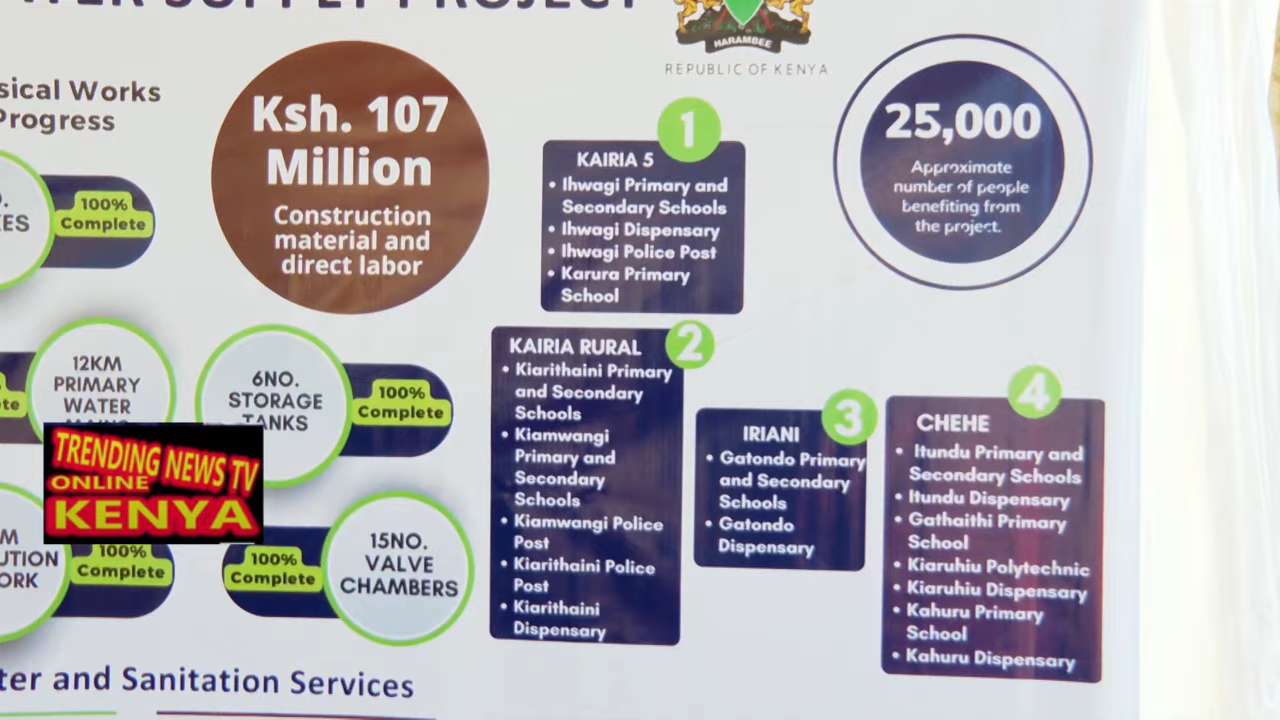 HARAMBEE
REPUBLIC OF KENYA
Works
Progress
100%
Complete
Ksh. 107
Million
Construction
material and
direct labor
1
KAIRIA 5
• Ihwagi Primary and
Secondary Schools
• Ihwagi Dispensary
• Ihwagi Police Post
• Karura Primary
School
25,000
Approximate
number of people
benefiting from
the project.
12KM
PRIMARY
WATER
6NO.
STORAGE
TANKS
100%
Complete
2
KAIRIA RURAL
• Kiarithaini Primary
and Secondary
Schools
• Kiamwangi
Primary and
Secondary
Schools
• Kiamwangi Police
Post
• Kiarithaini Police
Post
• Kiarithaini
Dispensary
3
IRIANI
• Gatondo Primary
and Secondary
Schools
• Gatondo
Dispensary
4
CHEHE
• Itundu Primary and
Secondary Schools
• Itundu Dispensary
• Gathaithi Primary
School
• Kiaruhiu Polytechnic
• Kiaruhiu Dispensary
• Kahuru Primary
School
• Kahuru Dispensary
TRENDING NEWS TV
ONLINE
KENYA
100%
Complete
100%
Complete
15NO.
VALVE
CHAMBERS
and Sanitation Services